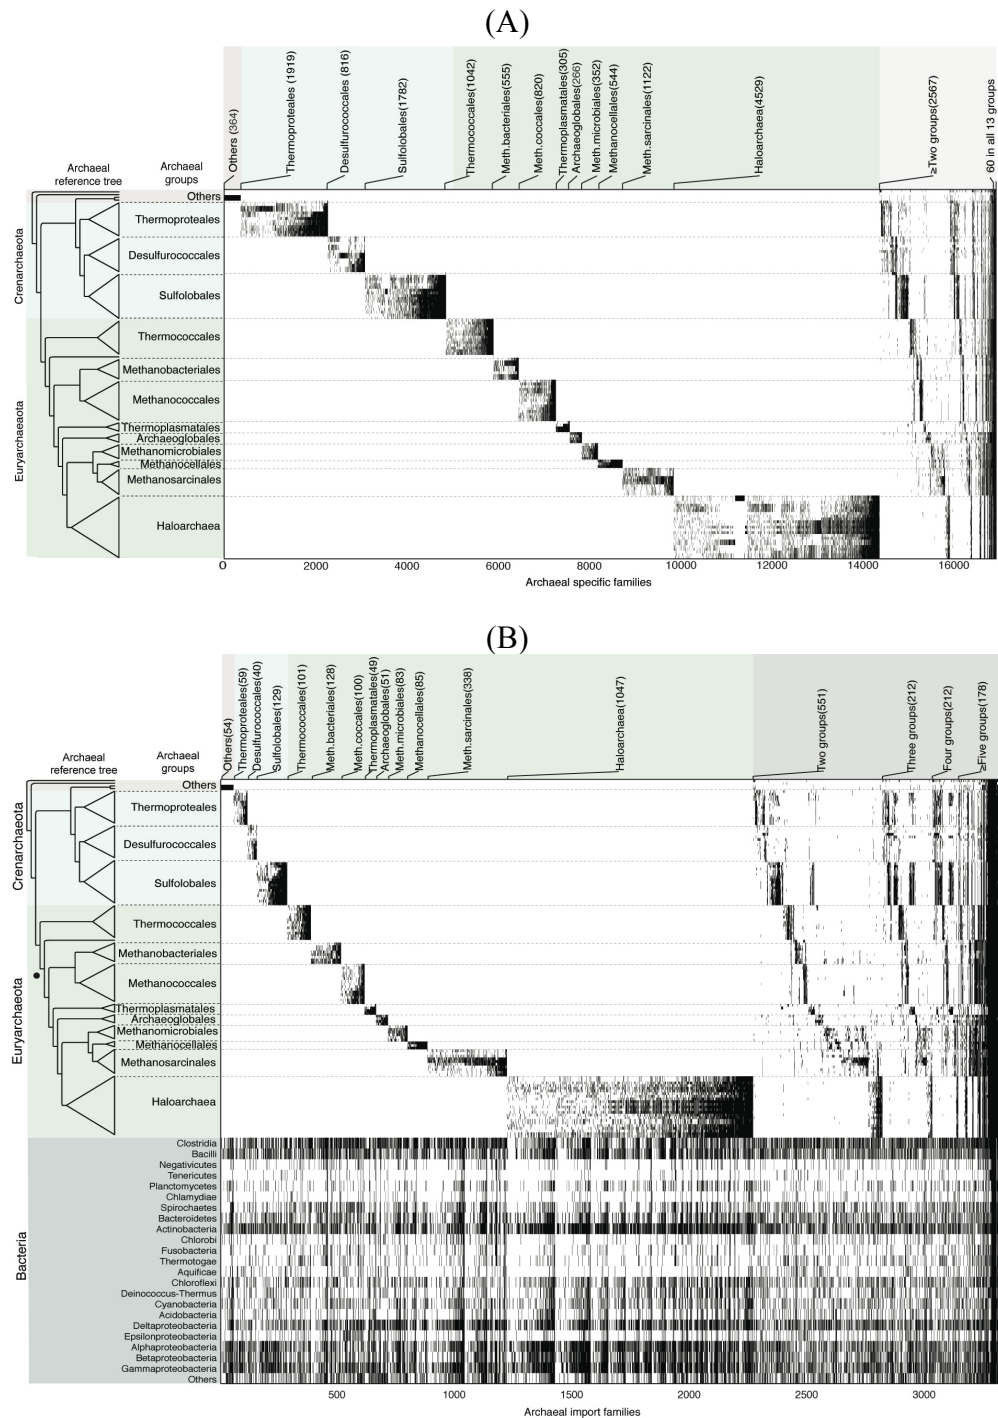 (A)
Others (364)
Thermoproteales (1919)
Desulfurococcales (816)
Sulfolobales(1782)
Thermococcales(1042)
Meth.bacteriales(555)
Meth.coccales(820)
Thermoplasmatales(305)
Archaeoglobales(266)
Meth.microbiales(352)
Methanocellales(544)
Meth.sarcinales(1122)
Haloarchaea(4529)
≥Two groups(2567)
60 in all 13 groups
Archaeal
reference tree
Archaeal
groups
Crenarchaeota
Euryarchaeaota
Others
Thermoproteales
Desulfurococcales
Sulfolobales
Thermococcales
Methanobacteriales
Methanococcales
Thermoplasmatales
Archaeoglobales
Methanomicrobiales
Methanocellales
Methanosarcinales
Haloarchaea
0 2000 4000 6000 8000 10000 12000 14000 16000
Archaeal specific families
(B)
Others(54)
Thermoproteales(59)
Desulfurococcales(40)
Sulfolobales(129)
Thermococcales(101)
Meth.bacteriales(128)
Meth.coccales(100)
Thermoplasmatales(49)
Archaeoglobales(51)
Meth.microbiales(83)
Methanocellales(85)
Meth.sarcinales(338)
Haloarchaea(1047)
Two groups(551)
Three groups(212)
Four groups(212)
≥Five groups(178)
Archaeal
reference tree
Archaeal
groups
Crenarchaeota
Euryarchaeota
Others
Thermoproteales
Desulfurococcales
Sulfolobales
Thermococcales
Methanobacteriales
Methanococcales
Thermoplasmatales
Archaeoglobales
Methanomicrobiales
Methanocellales
Methanosarcinales
Haloarchaea
Bacteria
Clostridia
Bacilli
Negativicutes
Tenericutes
Planctomycetes
Chlamydiae
Spirochaetes
Bacteroidetes
Actinobacteria
Chlorobi
Fusobacteria
Thermotogae
Aquificae
Chloroflexi
Deinococcus-Thermus
Cyanobacteria
Acidobacteria
Deltaproteobacteria
Epsilonproteobacteria
Alphaproteobacteria
Betaproteobacteria
Gammaproteobacteria
Others
500 1000 1500 2000 2500 3000
Archaeal import families